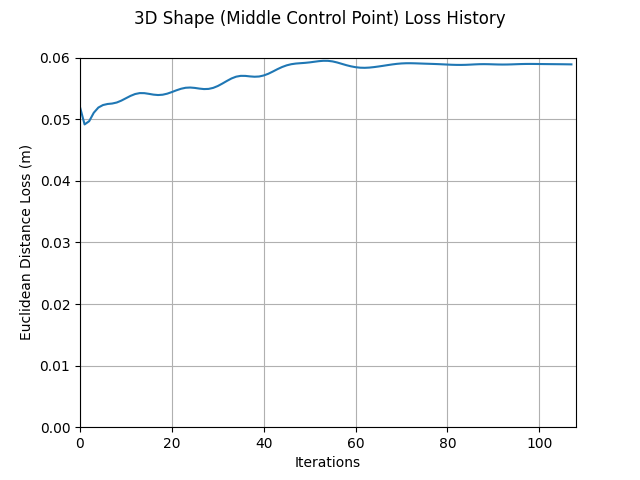 3D Shape (Middle Control Point) Loss History
Euclidean Distance Loss (m)
0.06
0.05
0.04
0.03
0.02
0.01
0.00
0 20 40 60 80 100
Iterations